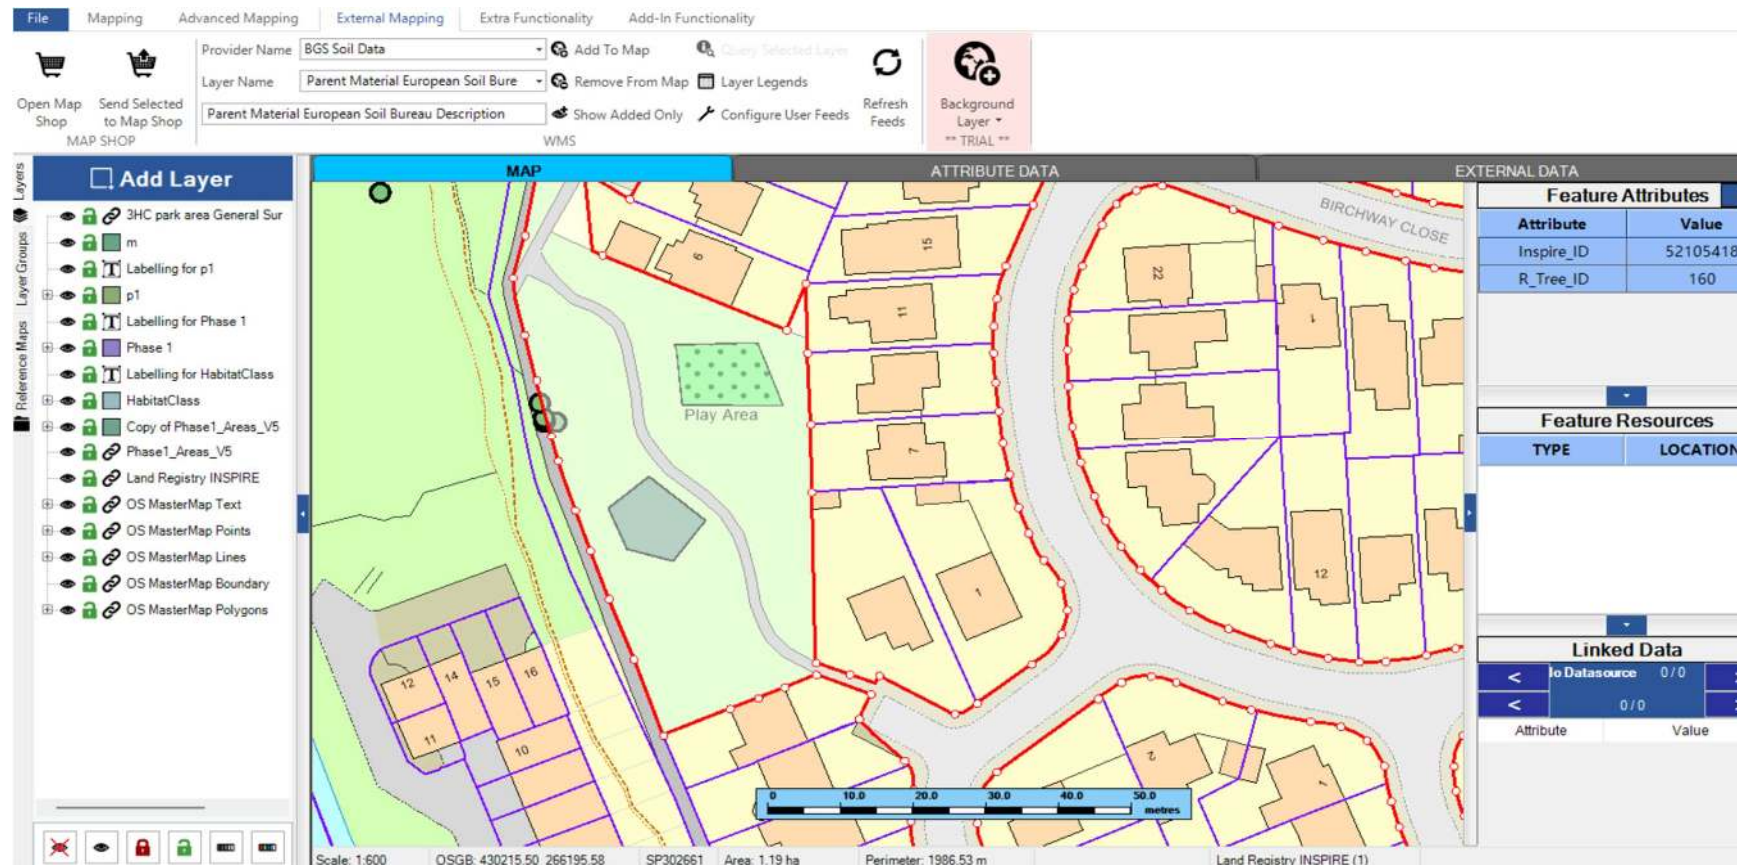 File Mapping Advanced Mapping External Mapping Extra Functionality Add-In Functionality
Provider Name BGS Soil Data Add To Map Query Selected Layer
Layer Name Parent Material European Soil Bure Remove From Map Layer Legends
Parent Material European Soil Bureau Description Show Added Only Configure User Feeds
Open Map Shop
Send Selected to Map Shop
Refresh Feeds
Background Layer
MAP SHOP WMS ** TRIAL **
Layers
Layer Groups
Reference Maps
Add Layer
3HC park area General Sur
m
Labelling for p1
p1
Labelling for Phase 1
Phase 1
Labelling for HabitatClass
HabitatClass
Copy of Phase1_Areas_V5
Phase1_Areas_V5
Land Registry INSPIRE
OS MasterMap Text
OS MasterMap Points
OS MasterMap Lines
OS MasterMap Boundary
OS MasterMap Polygons
MAP ATTRIBUTE DATA EXTERNAL DATA
BIRCHWAY CLOSE
9
15
22
11
1
Play Area
7
12
1
12
14
15
16
11
10
2
1
0 10.0 20.0 30.0 40.0 50.0
metres
Feature Attributes
Attribute Value
Inspire_ID 52105418
R_Tree_ID 160
Feature Resources
TYPE LOCATION
Linked Data
< lo Datasource 0/0
< 0/0
Attribute Value
Scale: 1:600 OSGB: 430215.50 266195.58 SP302661 Area: 1.19 ha Perimeter: 1986.53 m Land Registry INSPIRE (1)